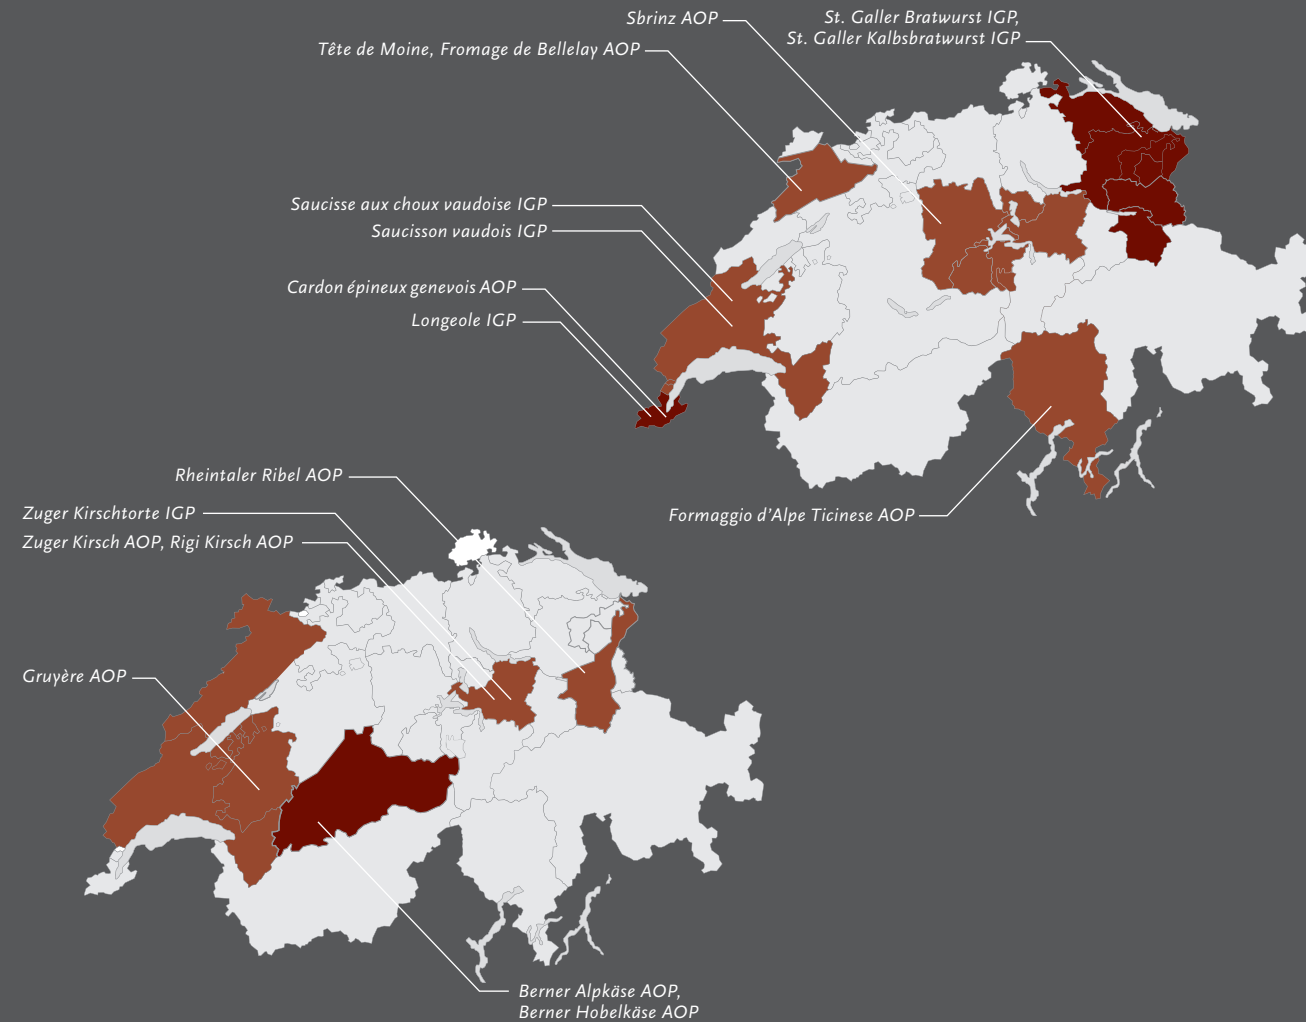 Sbrinz AOP
St. Galler Bratwurst IGP,
St. Galler Kalbsbratwurst IGP
Tête de Moine, Fromage de Bellelay AOP
Saucisse aux choux vaudoise IGP
Saucisson vaudois IGP
Cardon épineux genevois AOP
Longeole IGP
Formaggio d’Alpe Ticinese AOP
Rheintaler Ribel AOP
Zuger Kirschtorte IGP
Zuger Kirsch AOP, Rigi Kirsch AOP
Gruyère AOP
Berner Alpkäse AOP,
Berner Hobelkäse AOP